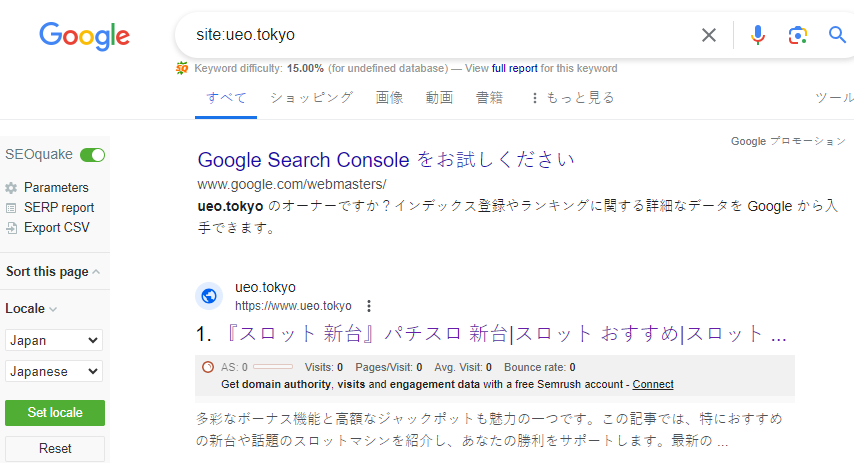 Google
site:ueo.tokyo
Keyword difficulty: 15.00% (for undefined database) — View full report for this keyword
すべて ショッピング 画像 動画 書籍 もっと見る ツール
Google プロモーション
SEOquake
Parameters
SERP report
Export CSV
Sort this page
Locale
Japan
Japanese
Set locale
Reset
Google Search Console をお試しください
www.google.com/webmasters/
ueo.tokyo のオーナーですか？インデックス登録やランキングに関する詳細なデータを Google から入
手できます。
ueo.tokyo
https://www.ueo.tokyo
1. 『スロット 新台』パチスロ 新台|スロット おすすめ|スロット ...
AS: 0 Visits: 0 Pages/Visit: 0 Avg. Visit: 0 Bounce rate: 0
Get domain authority, visits and engagement data with a free Semrush account - Connect
多彩なボーナス機能と高額なジャックポットも魅力の一つです。この記事では、特におすすめ
の新台や話題のスロットマシンを紹介し、あなたの勝利をサポートします。最新の ...